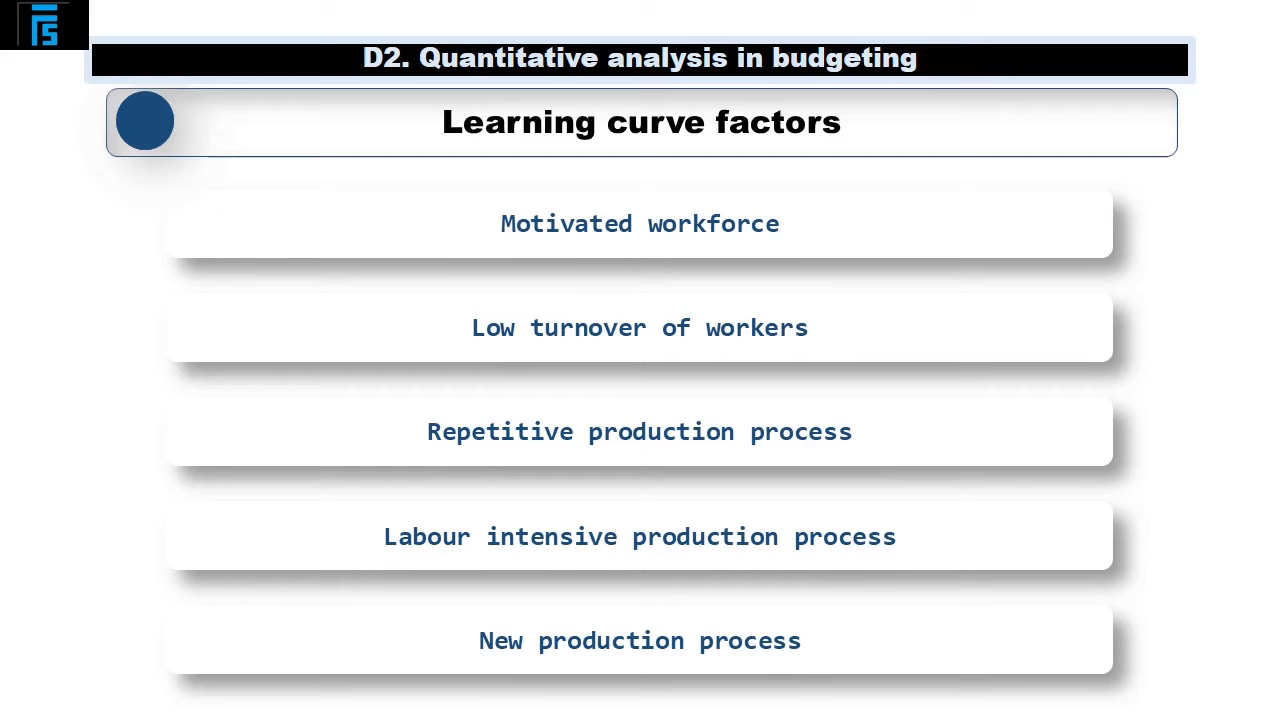 D2. Quantitative analysis in budgeting
Learning curve factors
Motivated workforce
Low turnover of workers
Repetitive production process
Labour intensive production process
New production process